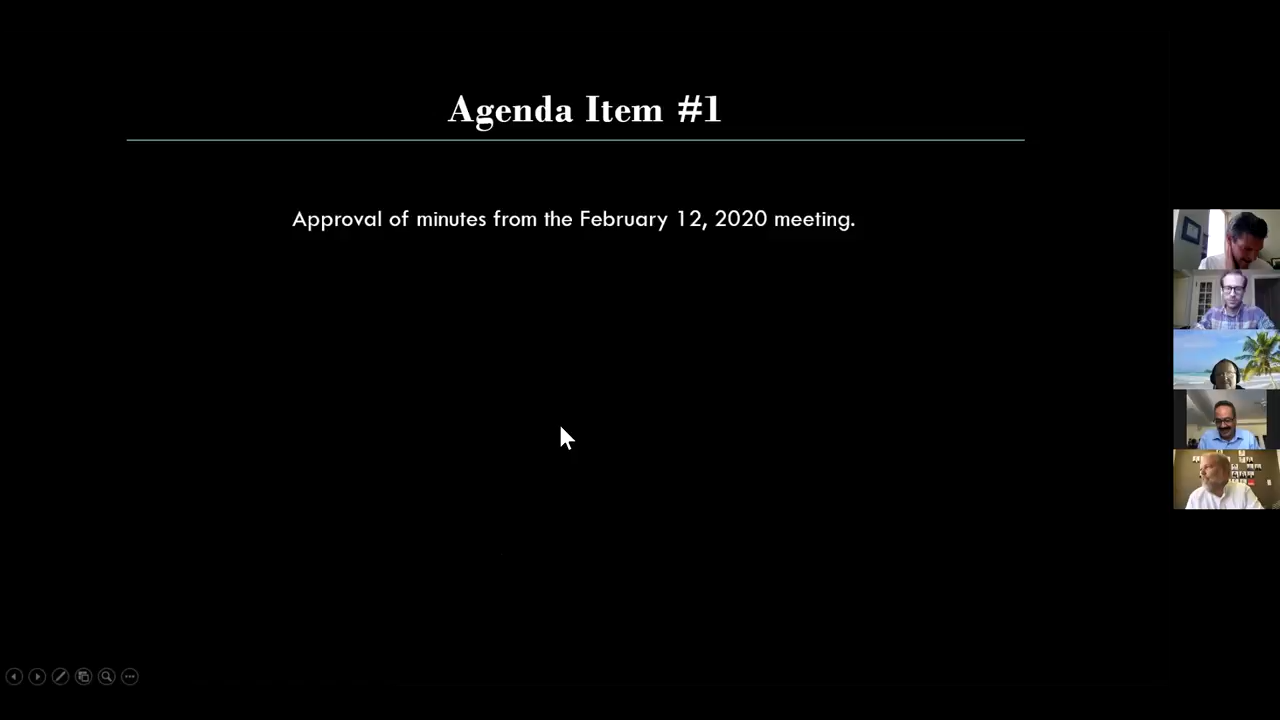 Agenda Item #1
Approval of minutes from the February 12, 2020 meeting.